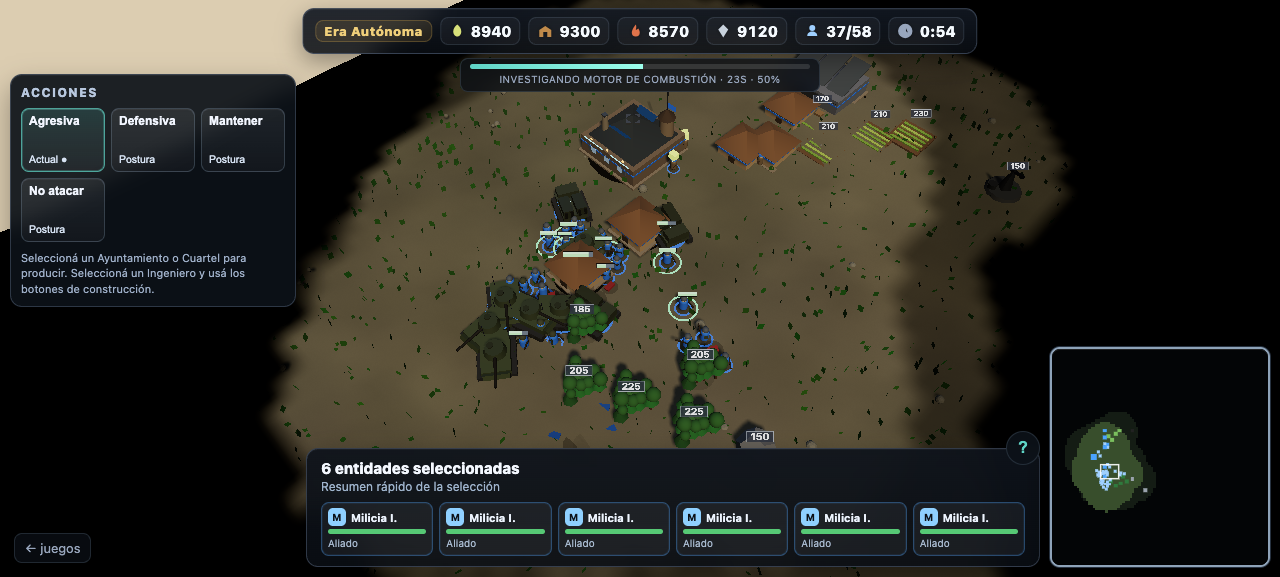 Era Autónoma
8940
9300
8570
9120
37/58
0:54
INVESTIGANDO MOTOR DE COMBUSTIÓN · 23S · 50%
ACCIONES
Agresiva
Actual ●
Defensiva
Postura
Mantener
Postura
No atacar
Postura
Seleccioná un Ayuntamiento o Cuartel para
producir. Seleccioná un Ingeniero y usá los
botones de construcción.
170
210
210
230
150
185
205
205
225
225
150
?
6 entidades seleccionadas
Resumen rápido de la selección
M Milicia I.
Aliado
M Milicia I.
Aliado
M Milicia I.
Aliado
M Milicia I.
Aliado
M Milicia I.
Aliado
M Milicia I.
Aliado
← juegos